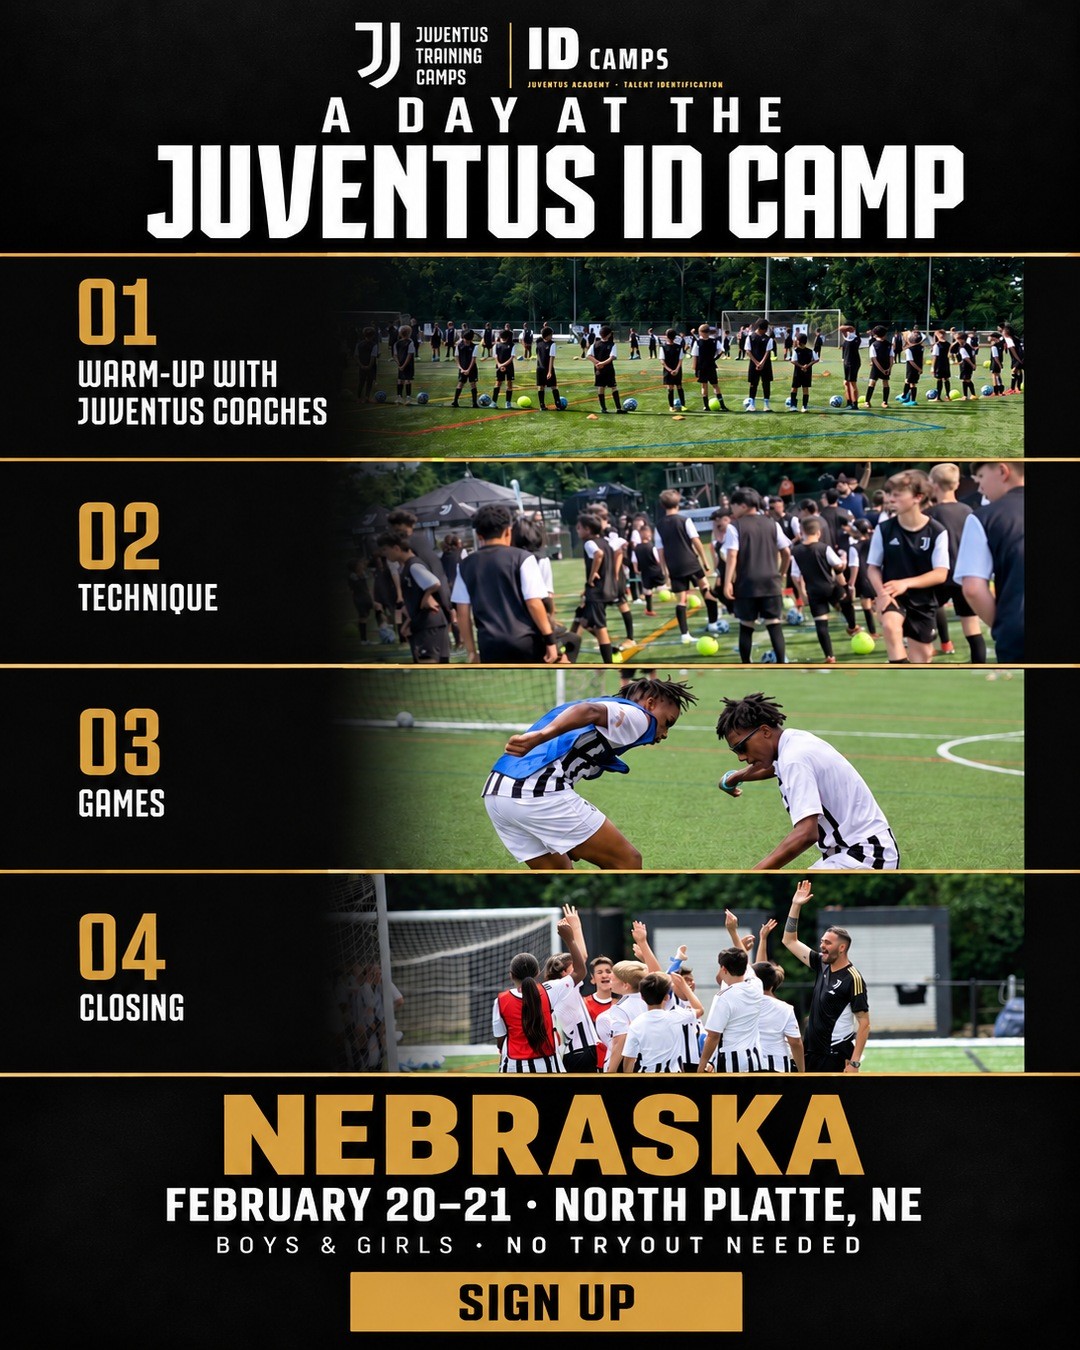 JUVENTUS
TRAINING
CAMPS
ID CAMPS
JUVENTUS ACADEMY · TALENT IDENTIFICATION
A DAY AT THE
JUVENTUS ID CAMP
01
WARM-UP WITH
JUVENTUS COACHES
02
TECHNIQUE
03
GAMES
04
CLOSING
NEBRASKA
FEBRUARY 20–21 · NORTH PLATTE, NE
BOYS & GIRLS · NO TRYOUT NEEDED
SIGN UP